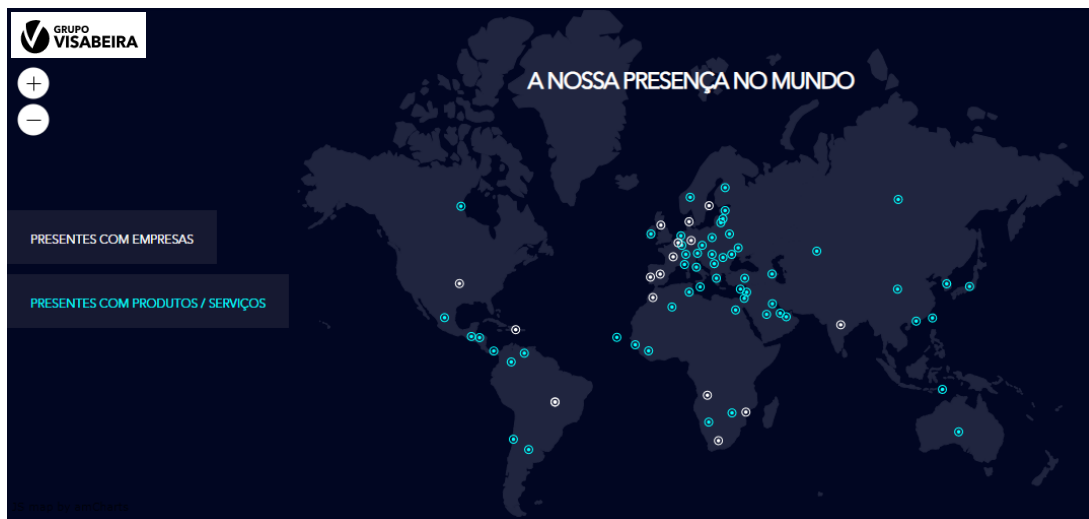 GRUPO
VISABEIRA
A NOSSA PRESENÇA NO MUNDO
PRESENTES COM EMPRESAS
PRESENTES COM PRODUTOS / SERVIÇOS